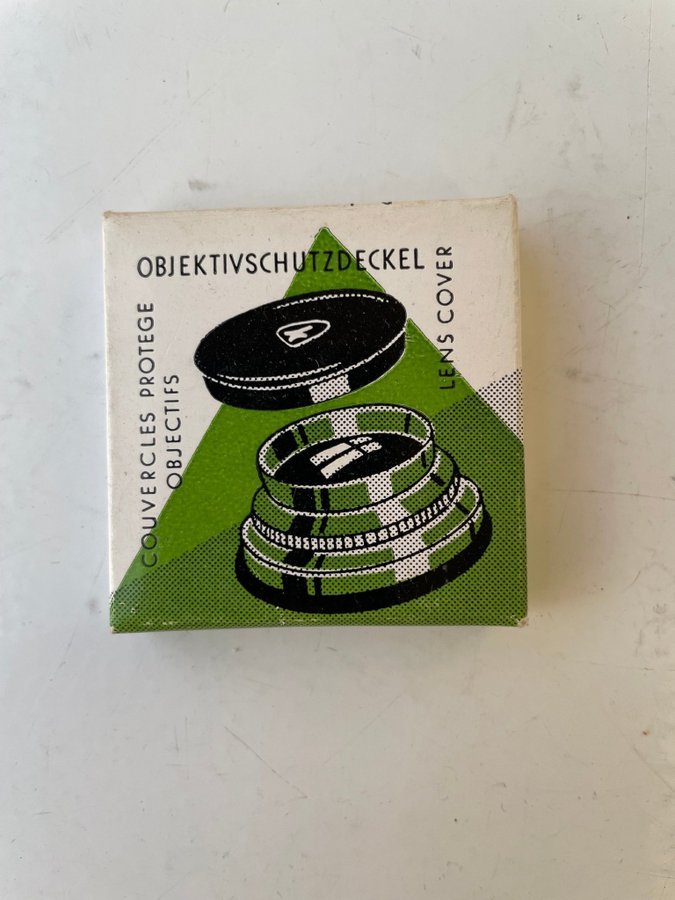 OBJEKTIVSCHUTZDECKEL
COUVERCLES PROTEGE
OBJECTIFS
LENS COVER